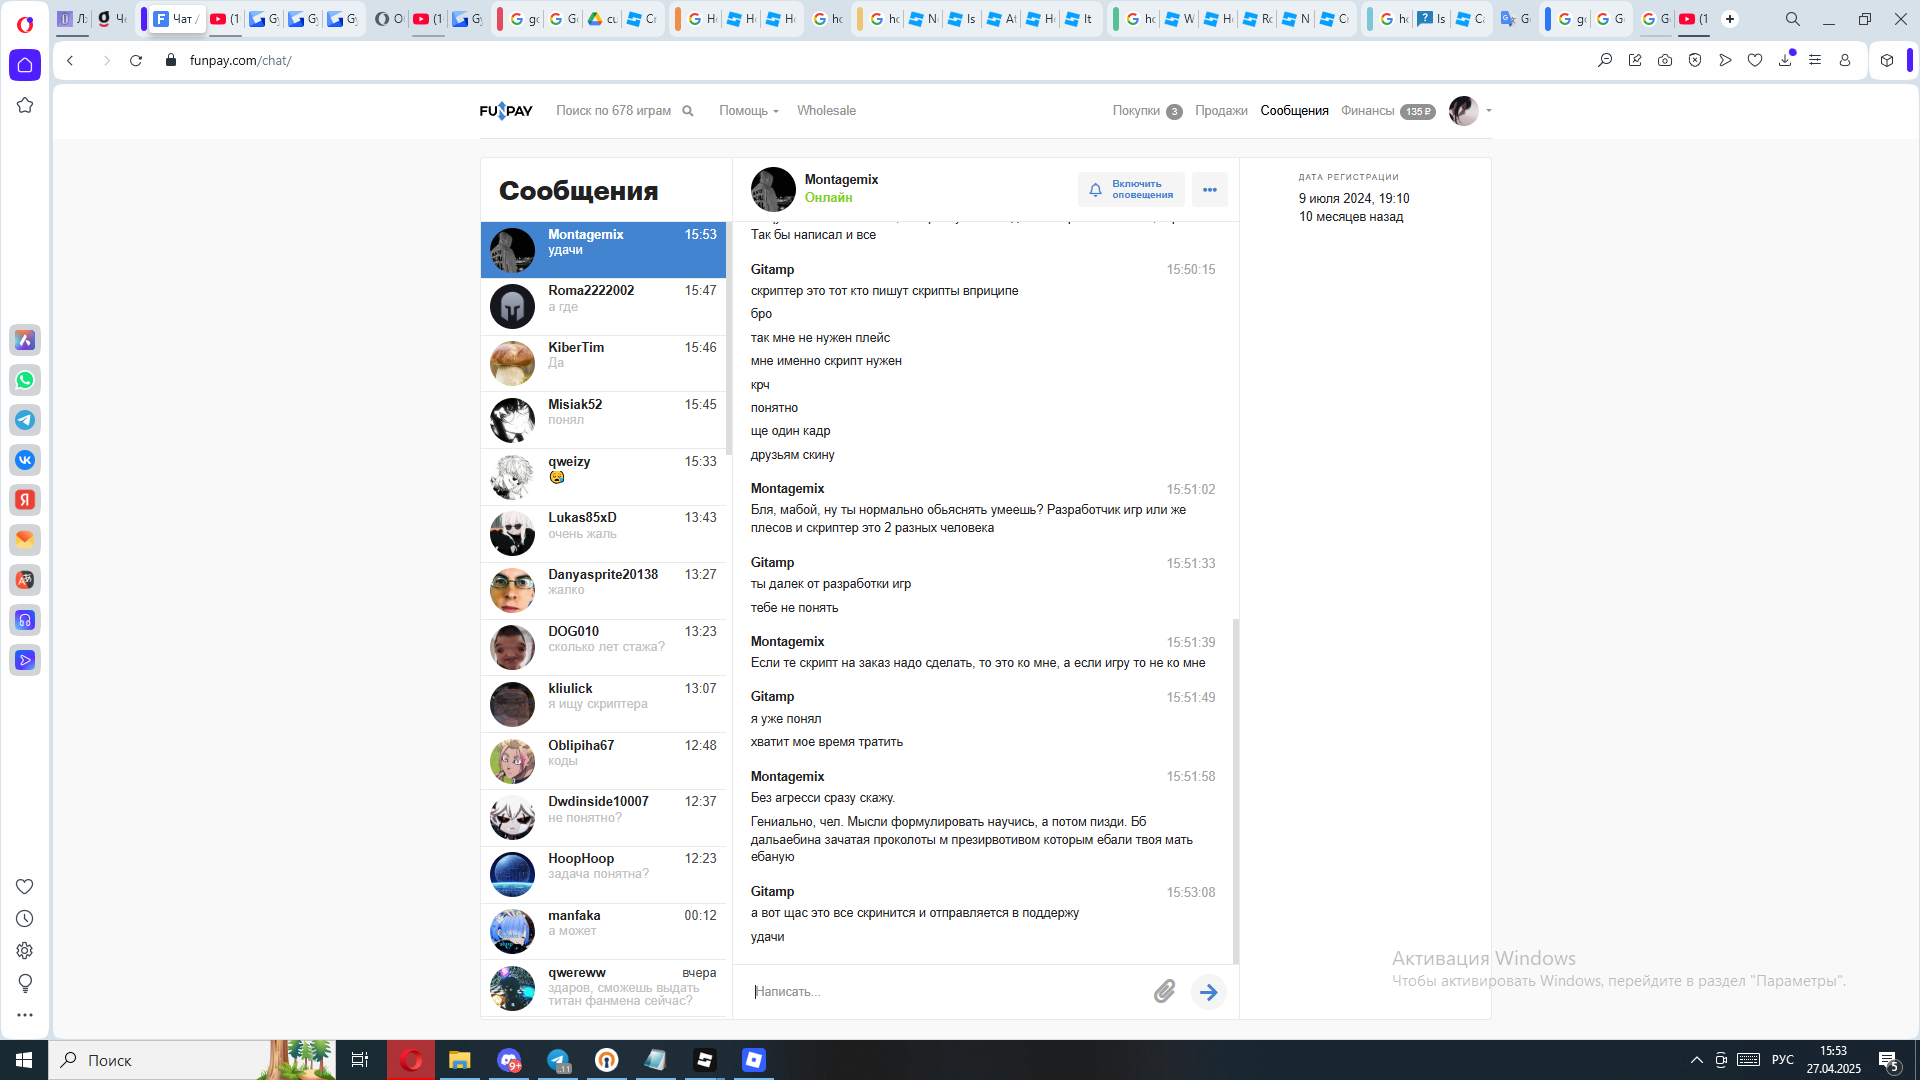 Чат /
funpay.com/chat/
FUNPAY
Поиск по 678 играм
Помощь
Wholesale
Покупки 3
Продажи
Сообщения
Финансы 135 ₽
Сообщения
Montagemix 15:53
удачи
Roma2222002 15:47
а где
KiberTim 15:46
Да
Misiak52 15:45
понял
qweizy 15:33
😪
Lukas85xD 13:43
очень жаль
Danyasprite20138 13:27
жалко
DOG010 13:23
сколько лет стажа?
kliulick 13:07
я ищу скриптера
Oblipiha67 12:48
коды
Dwdinside10007 12:37
не понятно?
HoopHoop 12:23
задача понятна?
manfaka 00:12
а может
qwereww вчера
здаров, сможешь выдать
титан фанмена сейчас?
Montagemix
Онлайн
Включить
оповещения
Так бы написал и все
Gitamp 15:50:15
скриптер это тот кто пишут скрипты вприципе
бро
так мне не нужен плейс
мне именно скрипт нужен
крч
понятно
ще один кадр
друзьям скину
Montagemix 15:51:02
Бля, мабой, ну ты нормально обьяснять умеешь? Разработчик игр или же
плесов и скриптер это 2 разных человека
Gitamp 15:51:33
ты далек от разработки игр
тебе не понять
Montagemix 15:51:39
Если те скрипт на заказ надо сделать, то это ко мне, а если игру то не ко мне
Gitamp 15:51:49
я уже понял
хватит мое время тратить
Montagemix 15:51:58
Без агресси сразу скажу.
Гениально, чел. Мысли формулировать научись, а потом пизди. Бб
дальаебина зачатая проколоты м презирвотивом которым ебали твоя мать
ебаную
Gitamp 15:53:08
а вот щас это все скринится и отправляется в поддержу
удачи
Написать...
ДАТА РЕГИСТРАЦИИ
9 июля 2024, 19:10
10 месяцев назад
Активация Windows
Чтобы активировать Windows, перейдите в раздел "Параметры".
Поиск
9+
11
РУС
15:53
27.04.2025
5